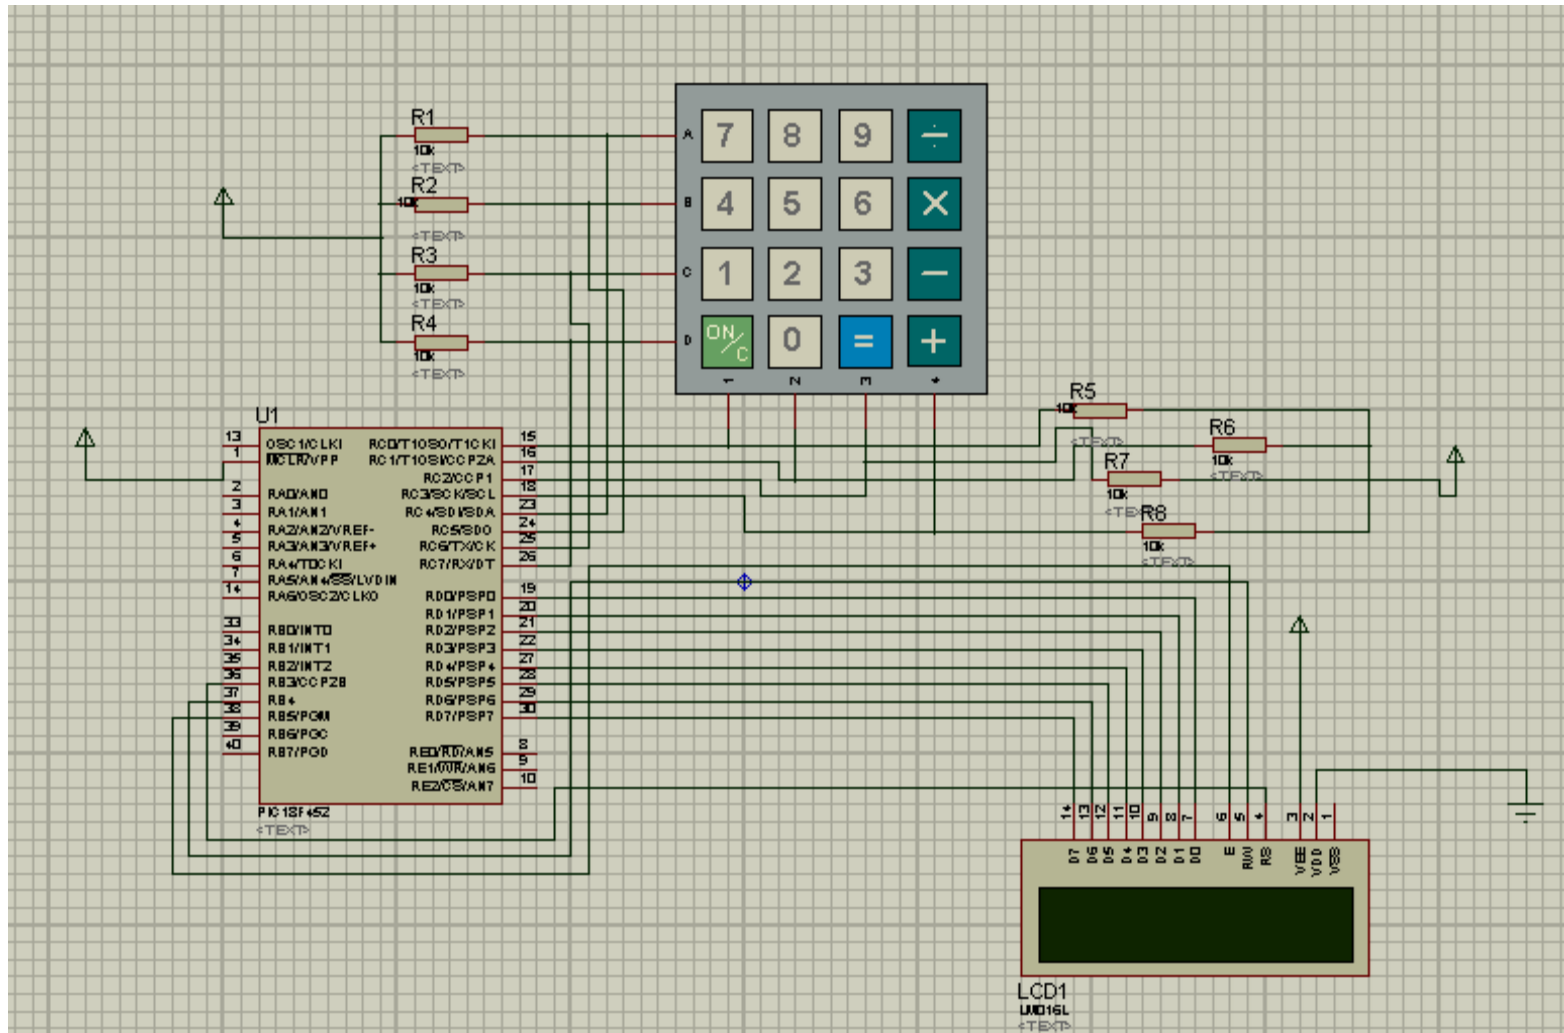 R1
10k
<TEXT>
R2
10k
<TEXT>
R3
10k
<TEXT>
R4
10k
<TEXT>
A 7 8 9 ÷
B 4 5 6 ×
C 1 2 3 −
D ON/C 0 = +
1 2 3 4
R5
10k
<TEXT>
R6
10k
<TEXT>
R7
10k
<TEXT>
R8
10k
<TEXT>
U1
13 OSC1/CLKI RC0/T1OSO/T1CKI 15
1 MCLR/VPP RC1/T1OSI/CCP2A 16
RC2/CCP1 17
2 RA0/AN0 RC3/SCK/SCL 18
3 RA1/AN1 RC4/SDI/SDA 23
4 RA2/AN2/VREF- RC5/SDO 24
5 RA3/AN3/VREF+ RC6/TX/CK 25
6 RA4/T0CKI RC7/RX/DT 26
7 RA5/AN4/SS/LVDIN
14 RA6/OSC2/CLKO RD0/PSP0 19
RD1/PSP1 20
33 RB0/INT0 RD2/PSP2 21
34 RB1/INT1 RD3/PSP3 22
35 RB2/INT2 RD4/PSP4 27
36 RB3/CCP2B RD5/PSP5 28
37 RB4 RD6/PSP6 29
38 RB5/PGM RD7/PSP7 30
39 RB6/PGC
40 RB7/PGD RE0/RD/AN5 8
RE1/WR/AN6 9
RE2/CS/AN7 10
PIC18F452
<TEXT>
14 13 12 11 10 9 8 7 6 5 4 3 2 1
D7 D6 D5 D4 D3 D2 D1 D0 E RW RS VEE VDD VSS
LCD1
LM016L
<TEXT>